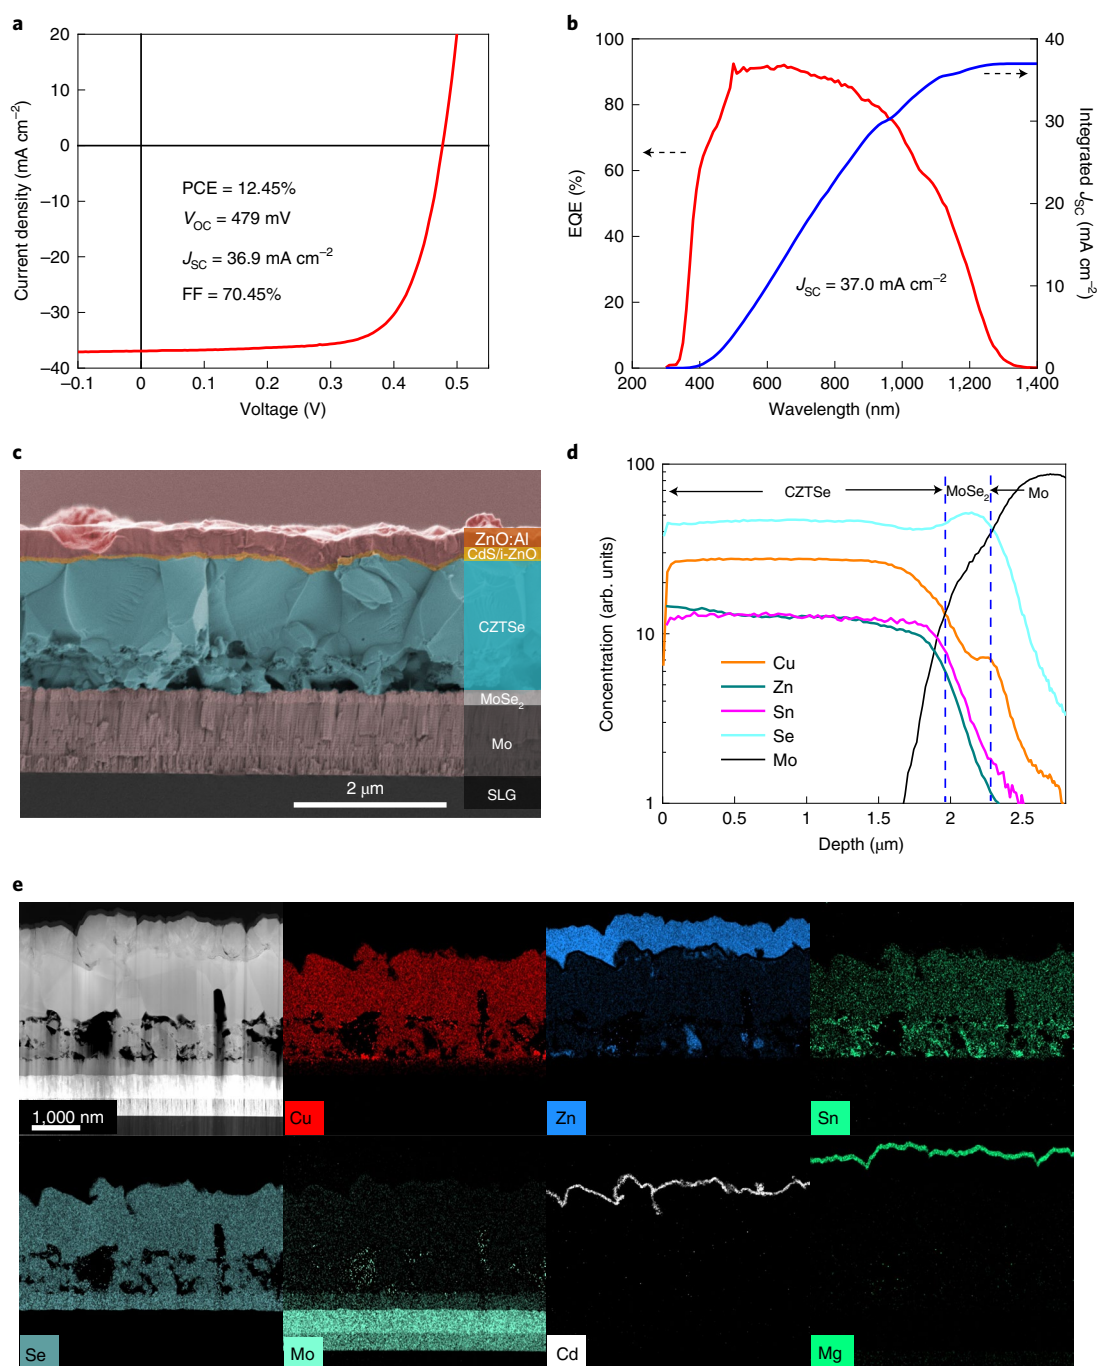 a
20
10
0
−10
−20
−30
−40
−0.1
0
0.1
0.2
0.3
0.4
0.5
Current density (mA cm−2)
Voltage (V)
PCE = 12.45%
VOC = 479 mV
JSC = 36.9 mA cm−2
FF = 70.45%
b
100
80
60
40
20
0
40
30
20
10
0
200
400
600
800
1,000
1,200
1,400
EQE (%)
Integrated JSC (mA cm−2)
Wavelength (nm)
JSC = 37.0 mA cm−2
c
ZnO:Al
CdS/i-ZnO
CZTSe
MoSe2
Mo
SLG
2 μm
d
100
10
1
0
0.5
1
1.5
2
2.5
Concentration (arb. units)
Depth (μm)
CZTSe
MoSe2
Mo
Cu
Zn
Sn
Se
Mo
e
1,000 nm
Cu
Zn
Sn
Se
Mo
Cd
Mg